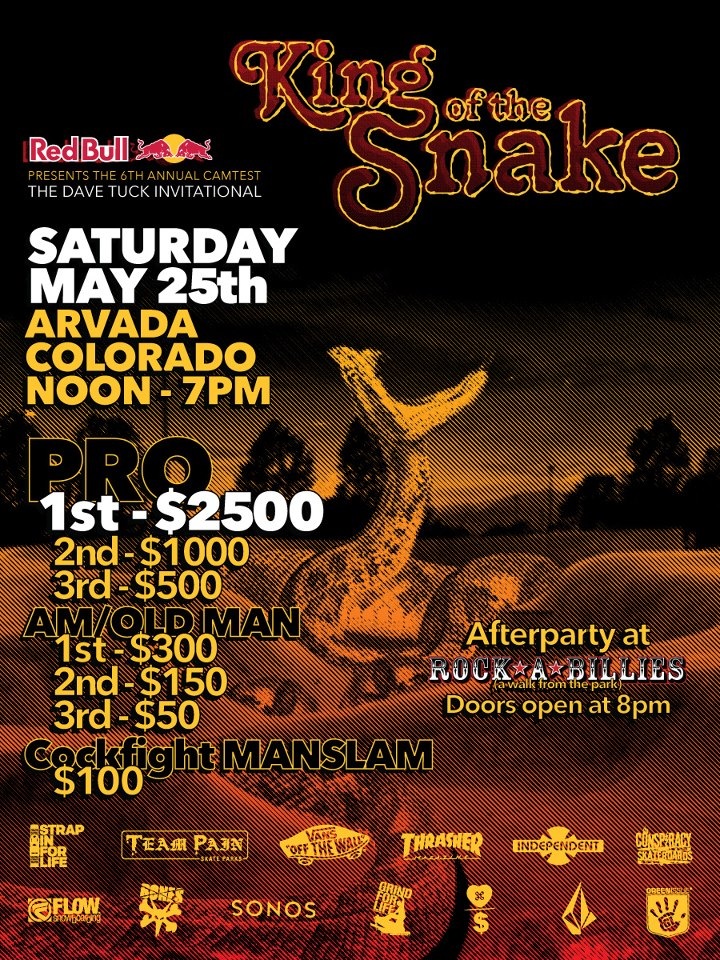 King
of the
Snake
Red Bull
PRESENTS THE 6TH ANNUAL CAMTEST
THE DAVE TUCK INVITATIONAL
SATURDAY
MAY 25th
ARVADA
COLORADO
NOON - 7PM
PRO
1st - $2500
2nd - $1000
3rd - $500
AM/OLD MAN
1st - $300
2nd - $150
3rd - $50
Cockfight MANSLAM
$100
Afterparty at
ROCK★A★BILLIES
(a walk from the park)
Doors open at 8pm
STRAP
IN
FOR
LIFE
TEAM PAIN
SKATE PARKS
VANS
"OFF THE WALL"
THRASHER
MAGAZINE
INDEPENDENT
CONSPIRACY
SKATEBOARDS
FLOW
snowboarding
BONES
SONOS
GRIND
FOR
LIFE
$
GREENISSUE